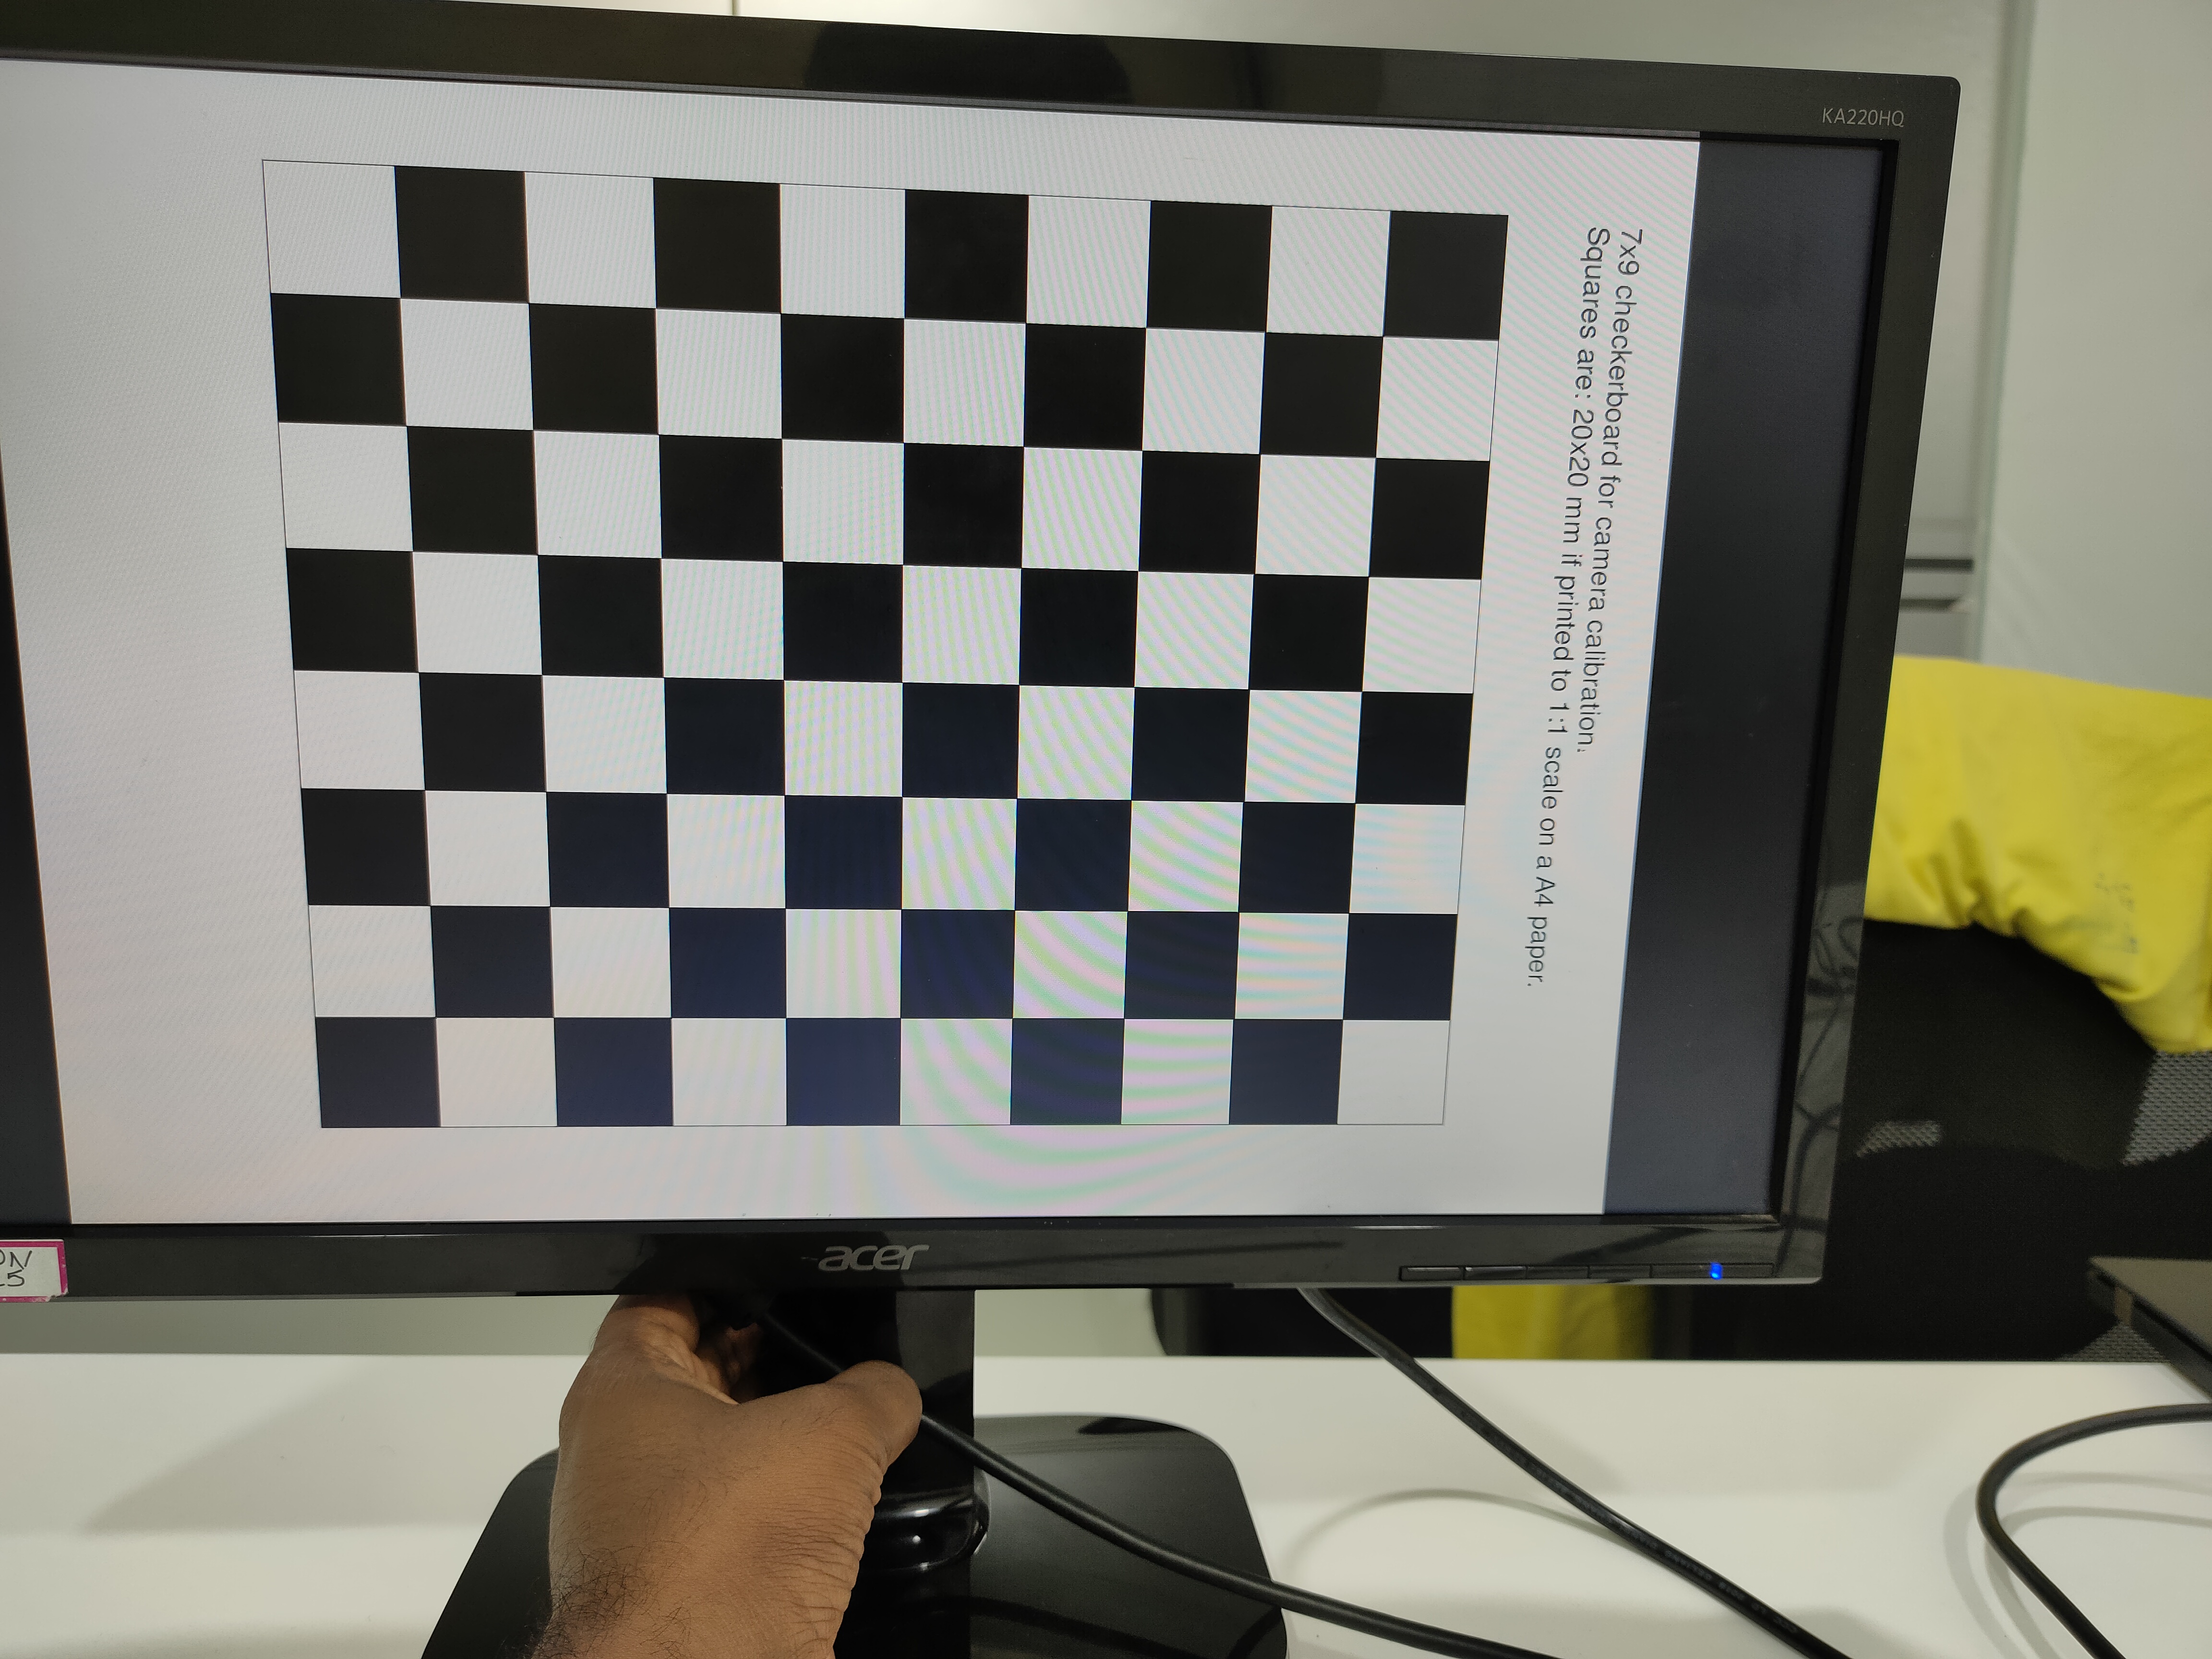 KA220HQ
7x9 checkerboard for camera calibration.
Squares are: 20x20 mm if printed to 1:1 scale on a A4 paper.
acer